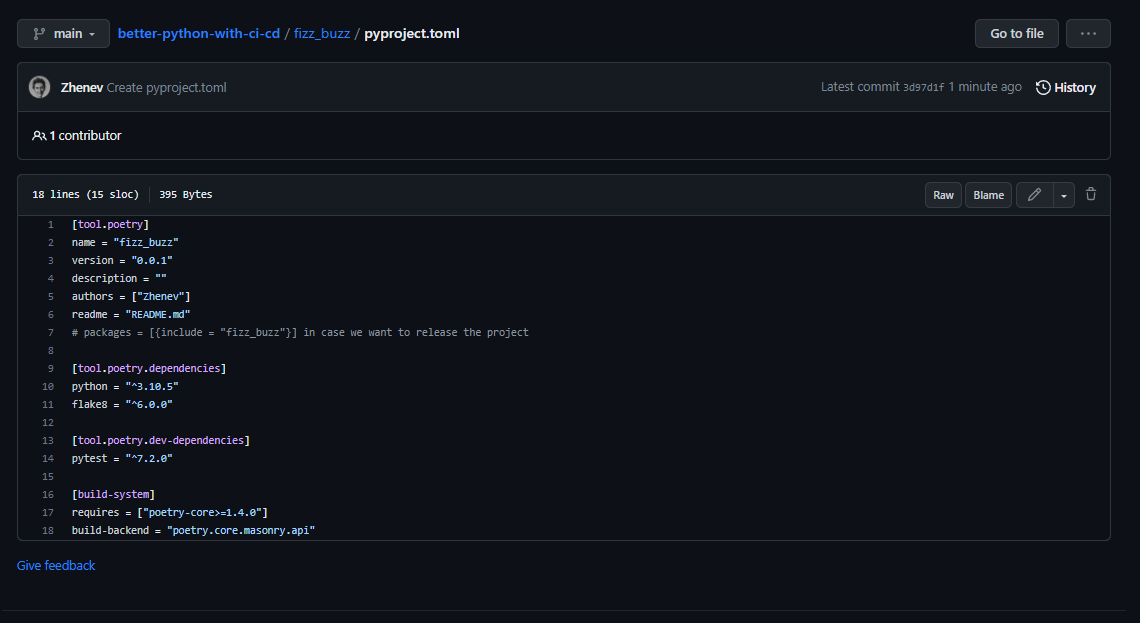 main
better-python-with-ci-cd / fizz_buzz / pyproject.toml
Go to file
···
Zhenev Create pyproject.toml
Latest commit 3d97d1f 1 minute ago
History
1 contributor
18 lines (15 sloc) 395 Bytes
Raw
Blame
1 [tool.poetry]
2 name = "fizz_buzz"
3 version = "0.0.1"
4 description = ""
5 authors = ["Zhenev"]
6 readme = "README.md"
7 # packages = [{include = "fizz_buzz"}] in case we want to release the project
8
9 [tool.poetry.dependencies]
10 python = "^3.10.5"
11 flake8 = "^6.0.0"
12
13 [tool.poetry.dev-dependencies]
14 pytest = "^7.2.0"
15
16 [build-system]
17 requires = ["poetry-core>=1.4.0"]
18 build-backend = "poetry.core.masonry.api"
Give feedback